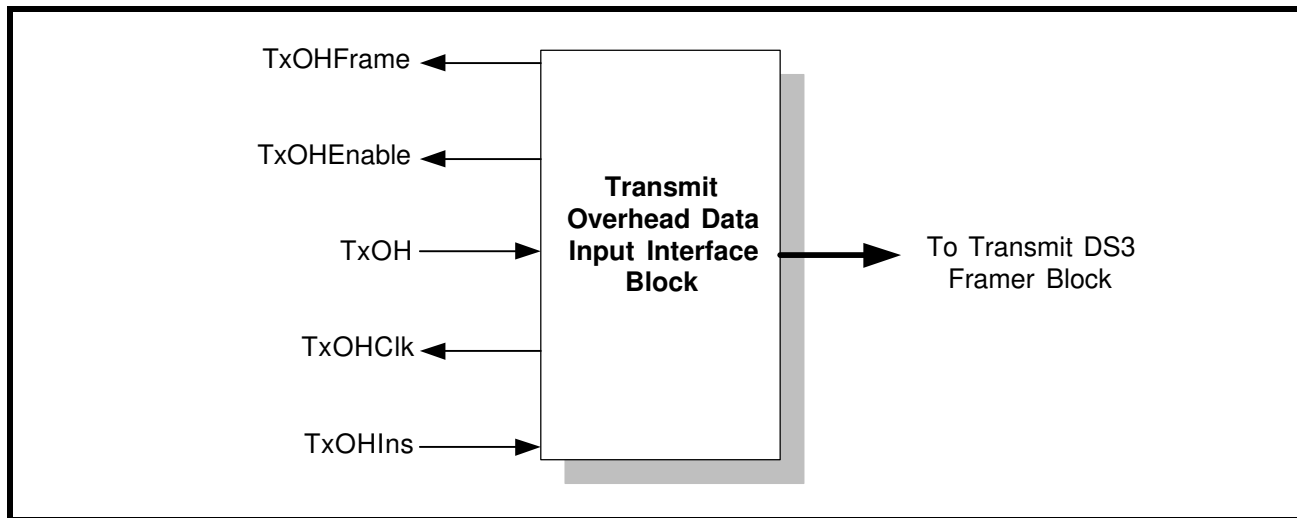 TxOHFrame
TxOHEnable
TxOH
TxOHClk
TxOHIns
Transmit
Overhead Data
Input Interface
Block
To Transmit DS3
Framer Block